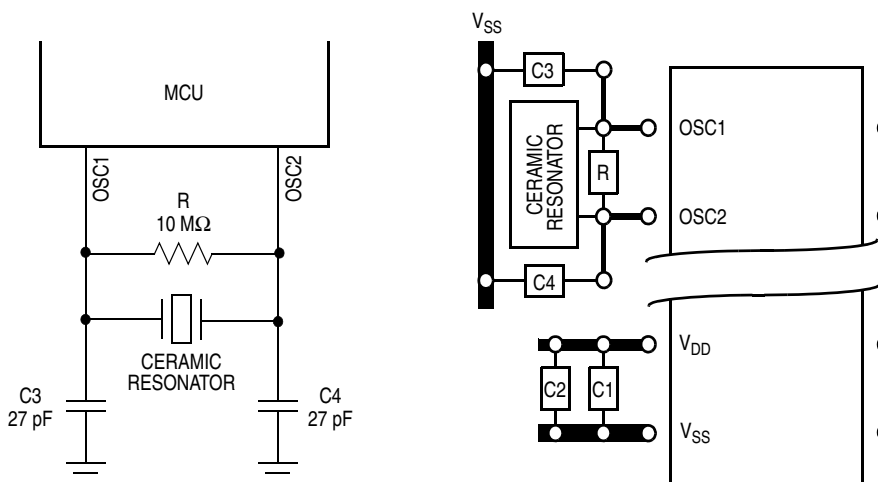 MCU
OSC1
OSC2
R
10 MΩ
CERAMIC
RESONATOR
C3
27 pF
C4
27 pF
VSS
C3
CERAMIC
RESONATOR
R
C4
OSC1
OSC2
C2
C1
VDD
VSS